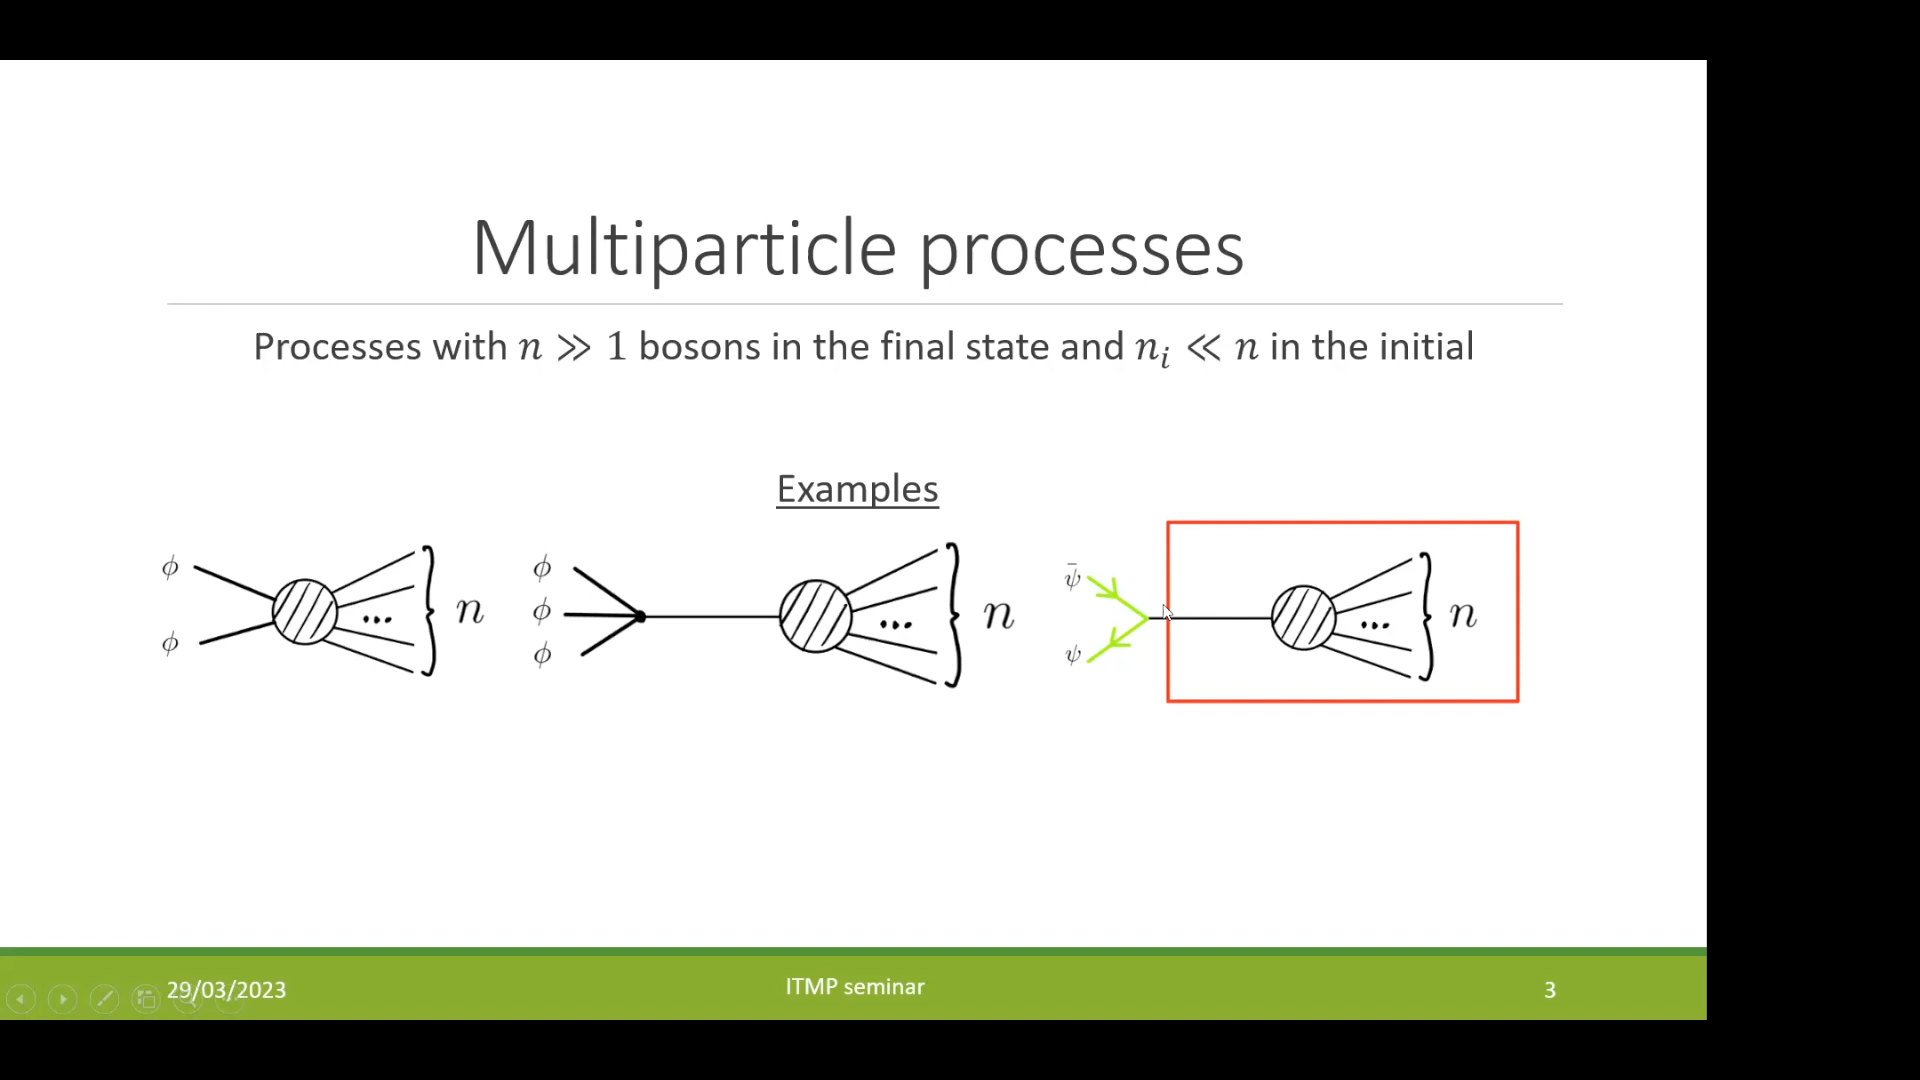 Multiparticle processes
Processes with n ≫ 1 bosons in the final state and nᵢ ≪ n in the initial
Examples
ϕ
ϕ
... n
ϕ
ϕ
ϕ
... n
ψ̄
ψ
... n
29/03/2023
ITMP seminar
3